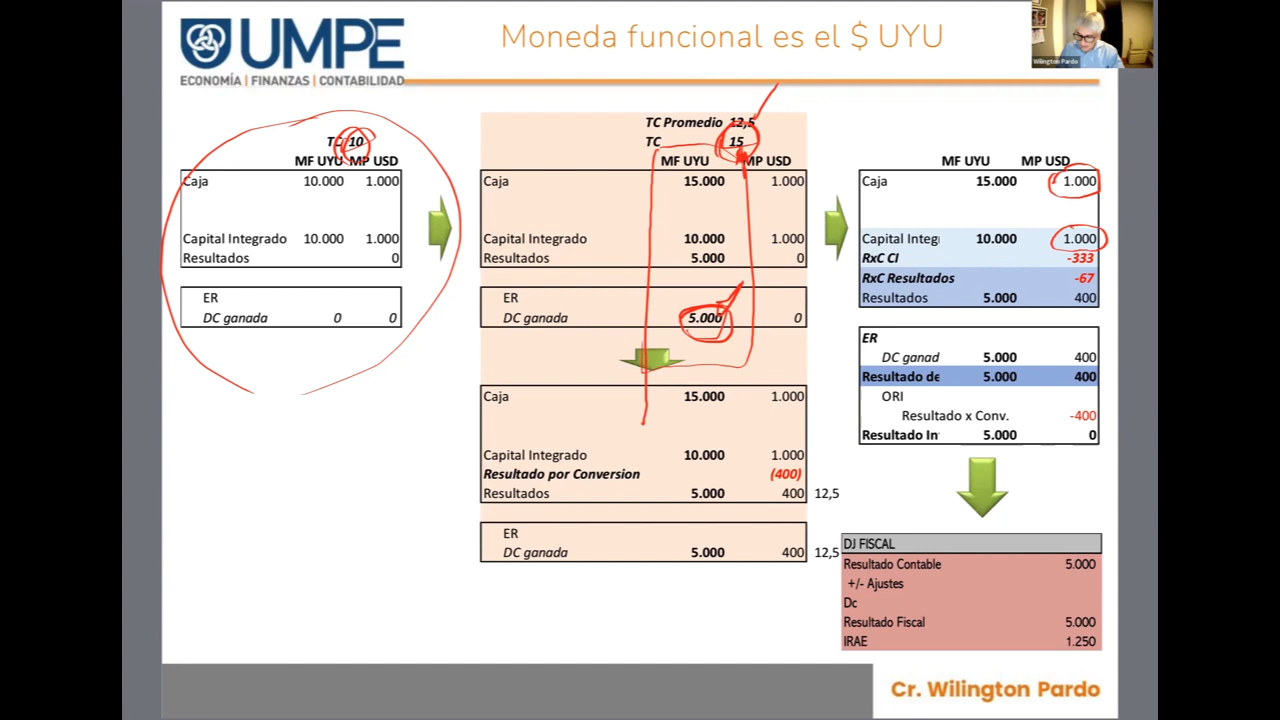 UMPE
ECONOMÍA | FINANZAS | CONTABILIDAD
Moneda funcional es el $ UYU
Wilington Pardo
TC 10
MF UYU MP USD
Caja 10.000 1.000
Capital Integrado 10.000 1.000
Resultados 0
ER
DC ganada 0 0
TC Promedio 12,5
TC 15
MF UYU MP USD
Caja 15.000 1.000
Capital Integrado 10.000 1.000
Resultados 5.000 0
ER
DC ganada 5.000 0
Caja 15.000 1.000
Capital Integrado 10.000 1.000
Resultado por Conversion (400)
Resultados 5.000 400 12,5
ER
DC ganada 5.000 400 12,5
MF UYU MP USD
Caja 15.000 1.000
Capital Integ 10.000 1.000
RxC CI -333
RxC Resultados -67
Resultados 5.000 400
ER
DC ganad 5.000 400
Resultado de 5.000 400
ORI
Resultado x Conv. -400
Resultado In 5.000 0
DJ FISCAL
Resultado Contable 5.000
+/- Ajustes
Dc
Resultado Fiscal 5.000
IRAE 1.250
Cr. Wilington Pardo